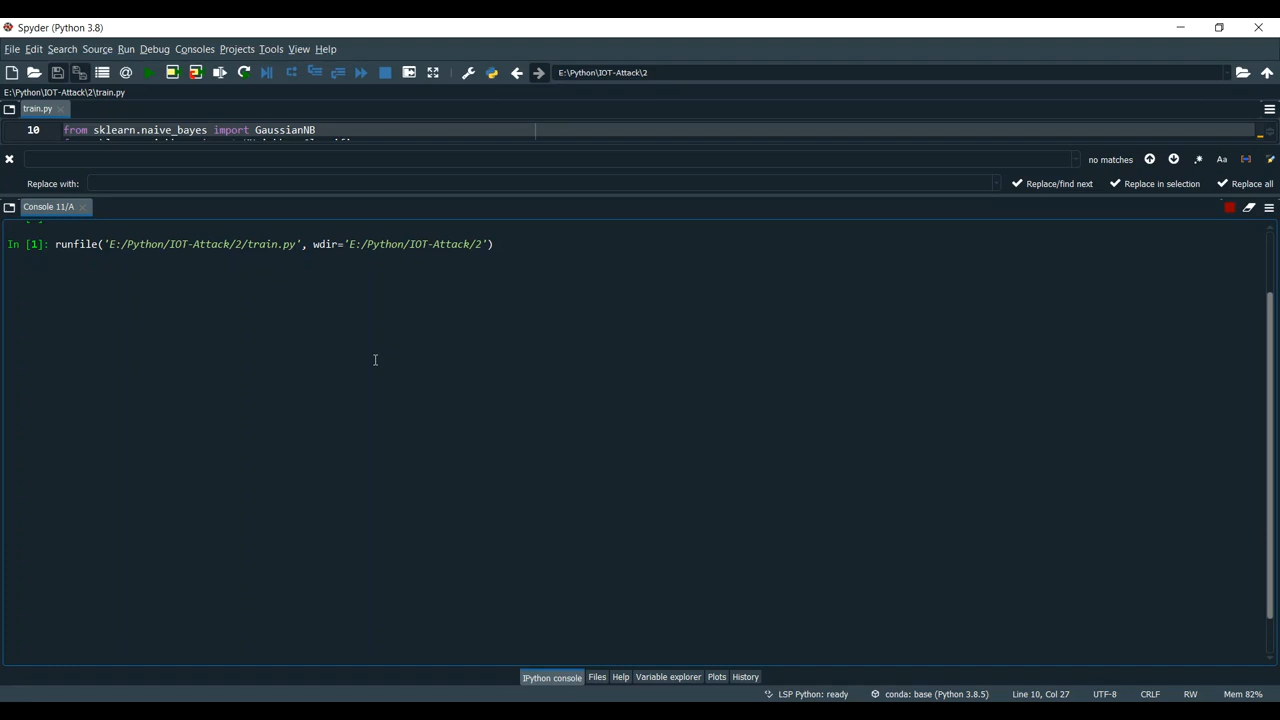 Spyder (Python 3.8)
File Edit Search Source Run Debug Consoles Projects Tools View Help
E:\Python\IOT-Attack\2
E:\Python\IOT-Attack\2\train.py
train.py
10 from sklearn.naive_bayes import GaussianNB
no matches Aa
Replace with: Replace/find next Replace in selection Replace all
Console 11/A
In [1]: runfile('E:/Python/IOT-Attack/2/train.py', wdir='E:/Python/IOT-Attack/2')
IPython console Files Help Variable explorer Plots History
LSP Python: ready conda: base (Python 3.8.5) Line 10, Col 27 UTF-8 CRLF RW Mem 82%